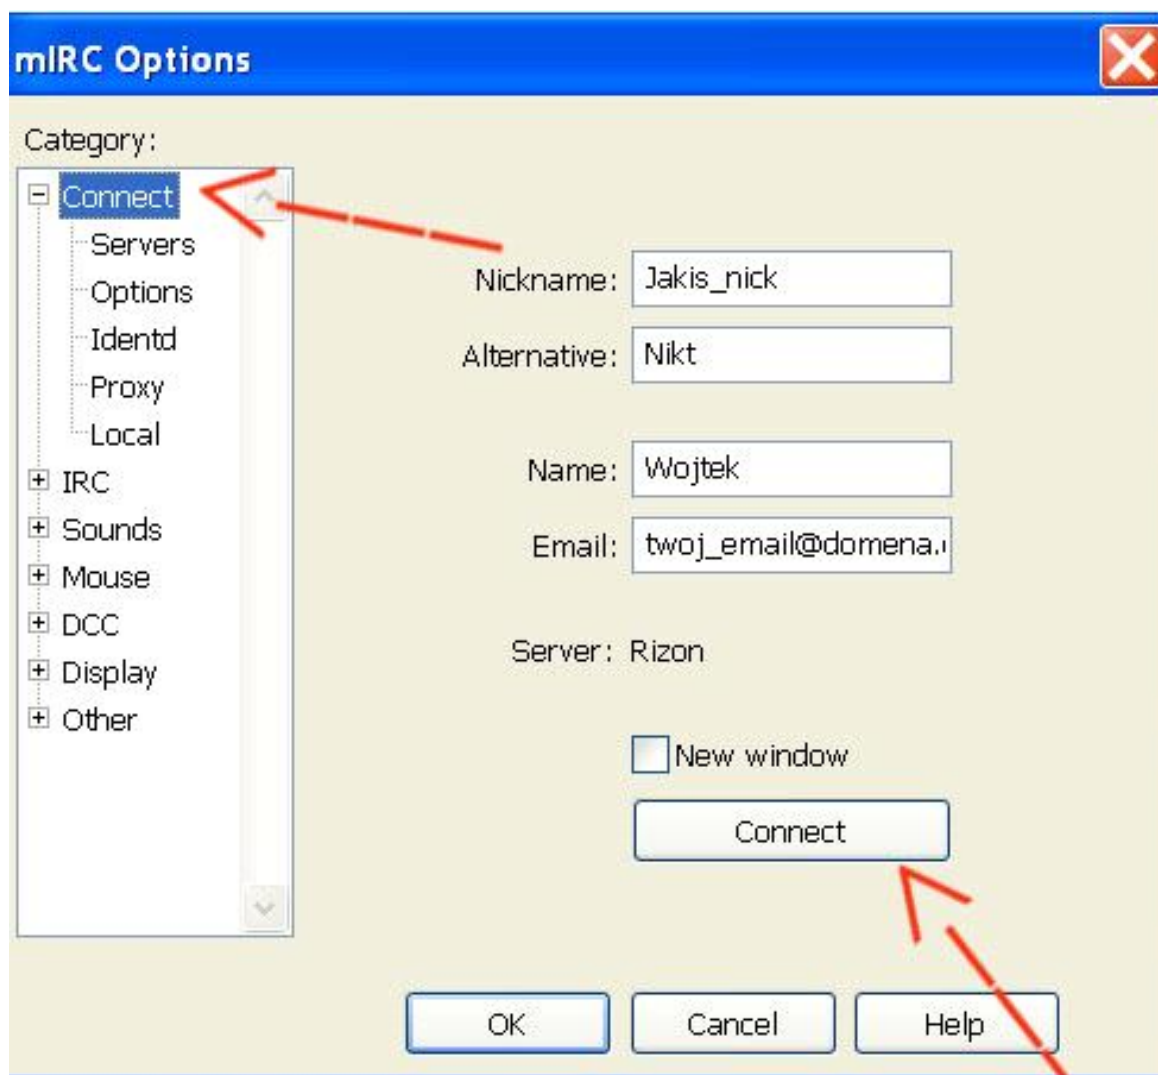 mIRC Options
Category:
Connect
Servers
Options
Identd
Proxy
Local
IRC
Sounds
Mouse
DCC
Display
Other
Nickname: Jakis_nick
Alternative: Nikt
Name: Wojtek
Email: twoj_email@domena.
Server: Rizon
New window
Connect
OK Cancel Help